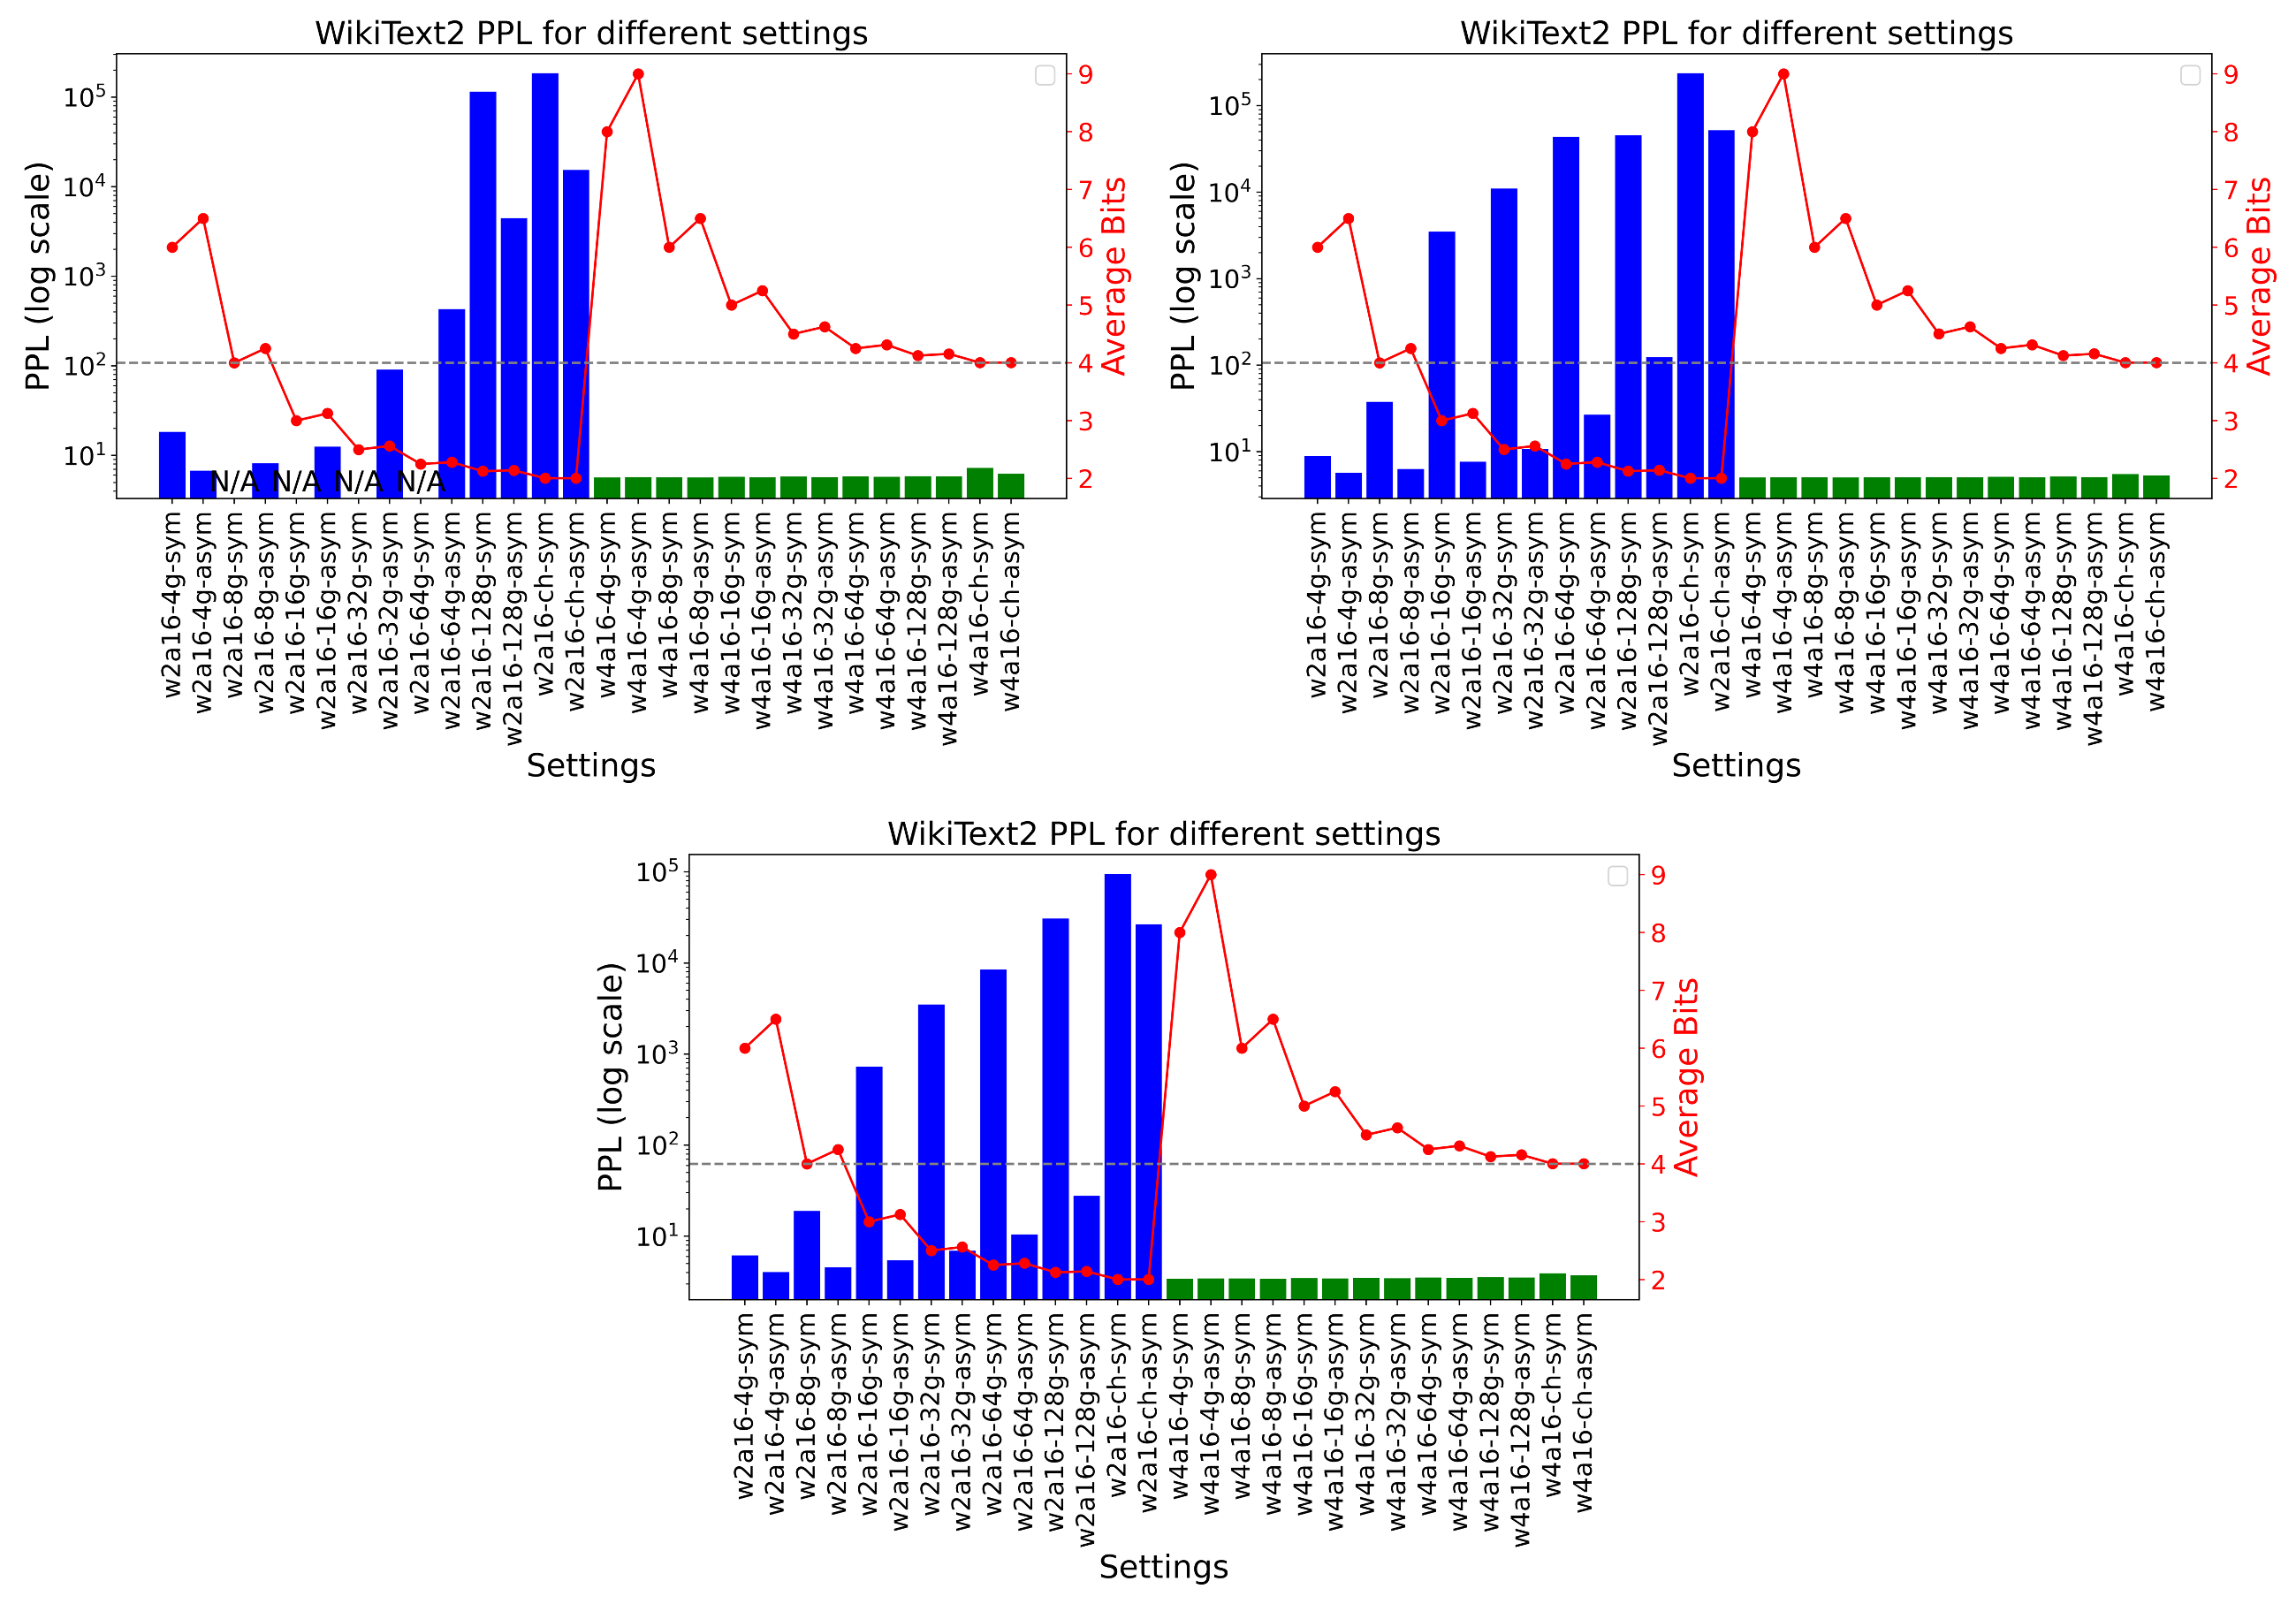 WikiText2 PPL for different settings
PPL (log scale)
10^5
10^4
10^3
10^2
10^1
N/A N/A N/A N/A
9
8
7
6
5
4
3
2
Average Bits
w2a16-4g-sym
w2a16-4g-asym
w2a16-8g-sym
w2a16-8g-asym
w2a16-16g-sym
w2a16-16g-asym
w2a16-32g-sym
w2a16-32g-asym
w2a16-64g-sym
w2a16-64g-asym
w2a16-128g-sym
w2a16-128g-asym
w2a16-ch-sym
w2a16-ch-asym
w4a16-4g-sym
w4a16-4g-asym
w4a16-8g-sym
w4a16-8g-asym
w4a16-16g-sym
w4a16-16g-asym
w4a16-32g-sym
w4a16-32g-asym
w4a16-64g-sym
w4a16-64g-asym
w4a16-128g-sym
w4a16-128g-asym
w4a16-ch-sym
w4a16-ch-asym
Settings
WikiText2 PPL for different settings
PPL (log scale)
10^5
10^4
10^3
10^2
10^1
9
8
7
6
5
4
3
2
Average Bits
w2a16-4g-sym
w2a16-4g-asym
w2a16-8g-sym
w2a16-8g-asym
w2a16-16g-sym
w2a16-16g-asym
w2a16-32g-sym
w2a16-32g-asym
w2a16-64g-sym
w2a16-64g-asym
w2a16-128g-sym
w2a16-128g-asym
w2a16-ch-sym
w2a16-ch-asym
w4a16-4g-sym
w4a16-4g-asym
w4a16-8g-sym
w4a16-8g-asym
w4a16-16g-sym
w4a16-16g-asym
w4a16-32g-sym
w4a16-32g-asym
w4a16-64g-sym
w4a16-64g-asym
w4a16-128g-sym
w4a16-128g-asym
w4a16-ch-sym
w4a16-ch-asym
Settings
WikiText2 PPL for different settings
PPL (log scale)
10^5
10^4
10^3
10^2
10^1
9
8
7
6
5
4
3
2
Average Bits
w2a16-4g-sym
w2a16-4g-asym
w2a16-8g-sym
w2a16-8g-asym
w2a16-16g-sym
w2a16-16g-asym
w2a16-32g-sym
w2a16-32g-asym
w2a16-64g-sym
w2a16-64g-asym
w2a16-128g-sym
w2a16-128g-asym
w2a16-ch-sym
w2a16-ch-asym
w4a16-4g-sym
w4a16-4g-asym
w4a16-8g-sym
w4a16-8g-asym
w4a16-16g-sym
w4a16-16g-asym
w4a16-32g-sym
w4a16-32g-asym
w4a16-64g-sym
w4a16-64g-asym
w4a16-128g-sym
w4a16-128g-asym
w4a16-ch-sym
w4a16-ch-asym
Settings